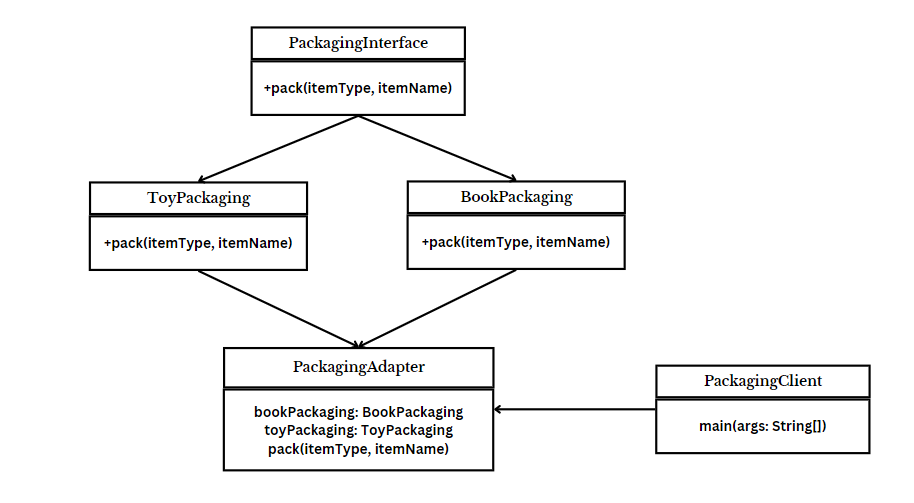 PackagingInterface
+pack(itemType, itemName)
ToyPackaging
+pack(itemType, itemName)
BookPackaging
+pack(itemType, itemName)
PackagingAdapter
bookPackaging: BookPackaging
toyPackaging: ToyPackaging
pack(itemType, itemName)
PackagingClient
main(args: String[])